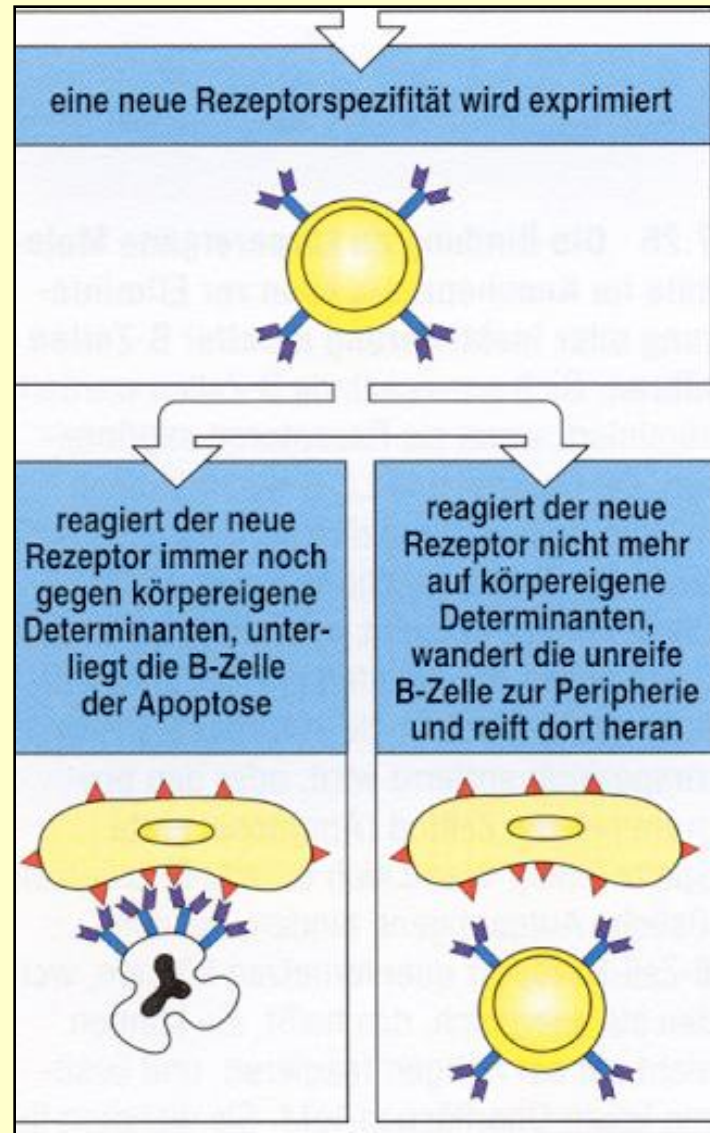 eine neue Rezeptorspezifität wird exprimiert
reagiert der neue
Rezeptor immer noch
gegen körpereigene
Determinanten, unter-
liegt die B-Zelle
der Apoptose
reagiert der neue
Rezeptor nicht mehr
auf körpereigene
Determinanten,
wandert die unreife
B-Zelle zur Peripherie
und reift dort heran